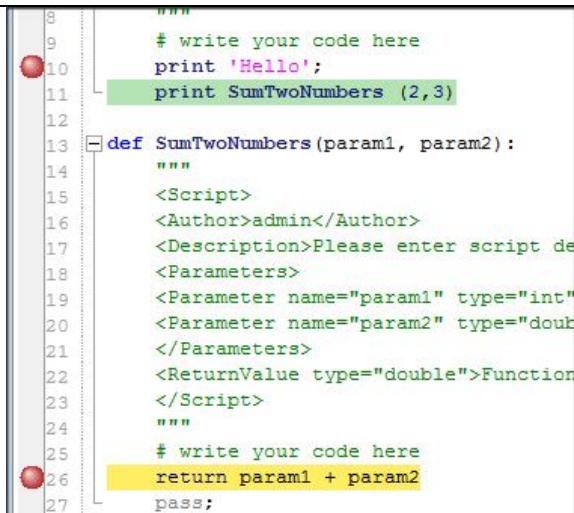 8 """
9 # write your code here
10 print 'Hello';
11 print SumTwoNumbers (2,3)
12
13 def SumTwoNumbers(param1, param2):
14 """
15 <Script>
16 <Author>admin</Author>
17 <Description>Please enter script de
18 <Parameters>
19 <Parameter name="param1" type="int"
20 <Parameter name="param2" type="doub
21 </Parameters>
22 <ReturnValue type="double">Function
23 </Script>
24 """
25 # write your code here
26 return param1 + param2
27 pass;